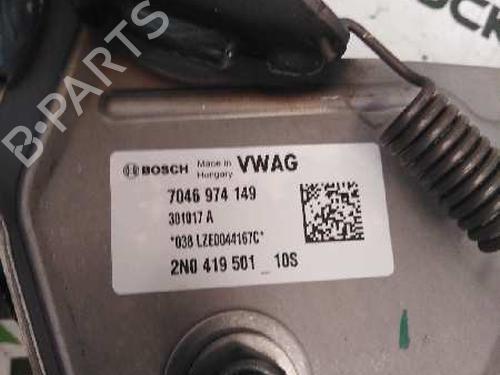 B-PARTS
BOSCH Made in Hungary VWAG
7046 974 149
301017 A
*038 LZE0044167C*
2N0 419 501 _ 10S